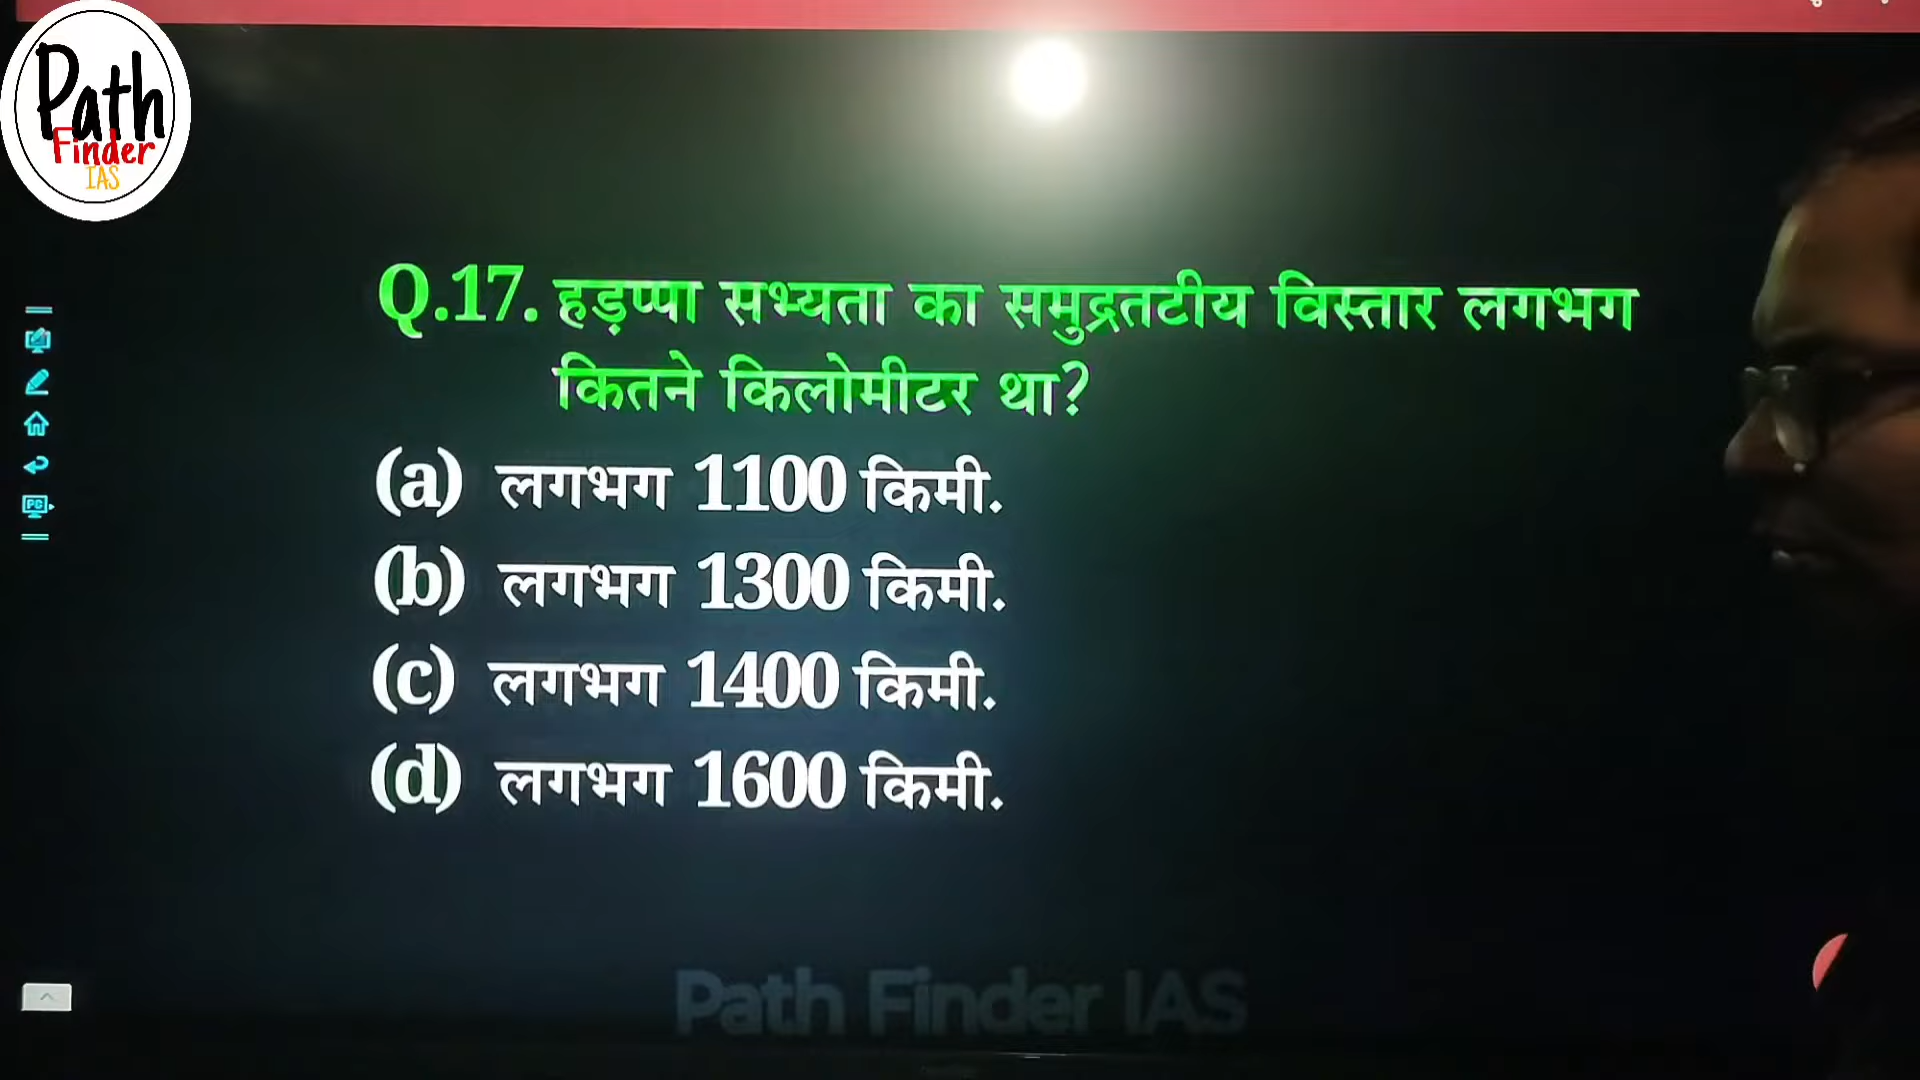 Path
Finder
IAS
Q.17. हड़प्पा सभ्यता का समुद्रतटीय विस्तार लगभग
कितने किलोमीटर था?
(a) लगभग 1100 किमी.
(b) लगभग 1300 किमी.
(c) लगभग 1400 किमी.
(d) लगभग 1600 किमी.
PC
Path Finder IAS